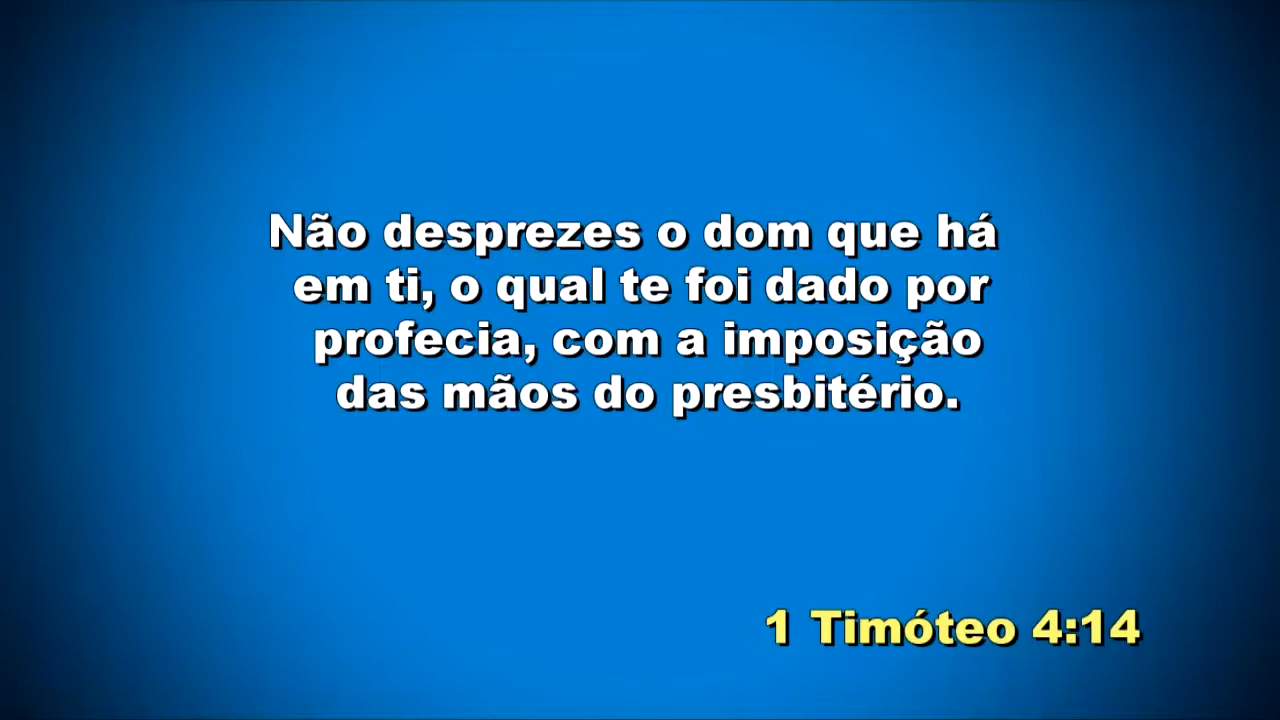 Não desprezes o dom que há
em ti, o qual te foi dado por
profecia, com a imposição
das mãos do presbitério.
1 Timóteo 4:14